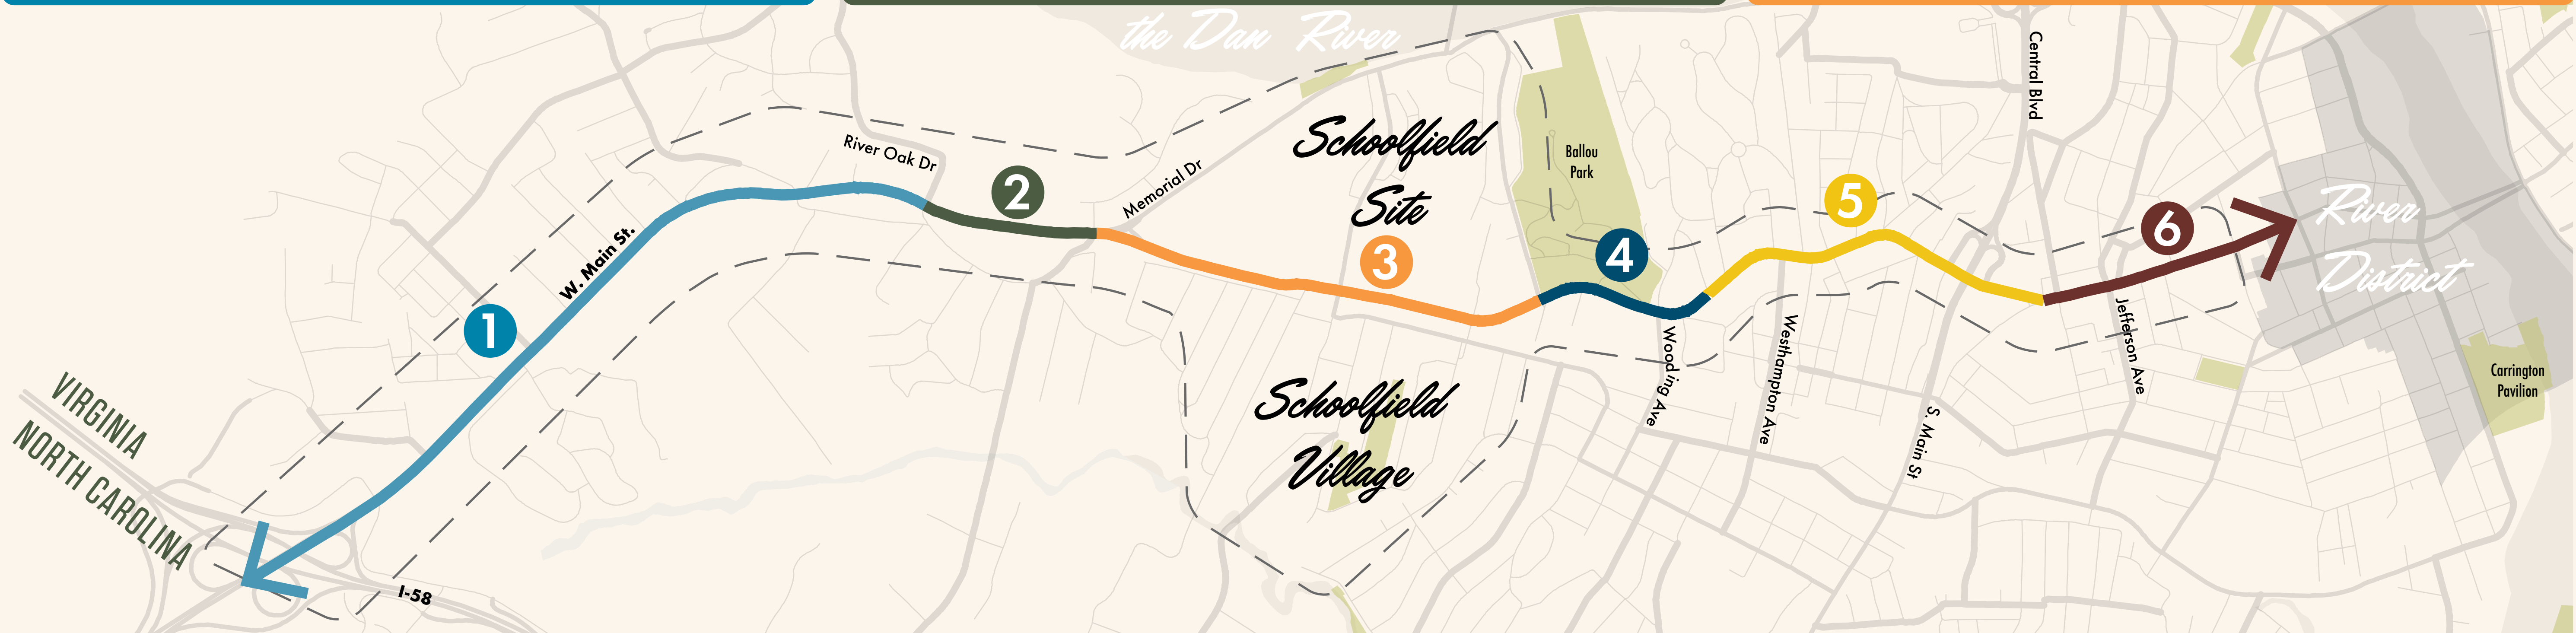 the Dan River
Central Blvd
River Oak Dr
2
Memorial Dr
Schoolfield
Site
3
Ballou
Park
4
5
6
River
District
W. Main St.
1
Wooding Ave
Westhampton Ave
Jefferson Ave
S. Main St
Carrington
Pavilion
Schoolfield
Village
VIRGINIA
NORTH CAROLINA
I-58